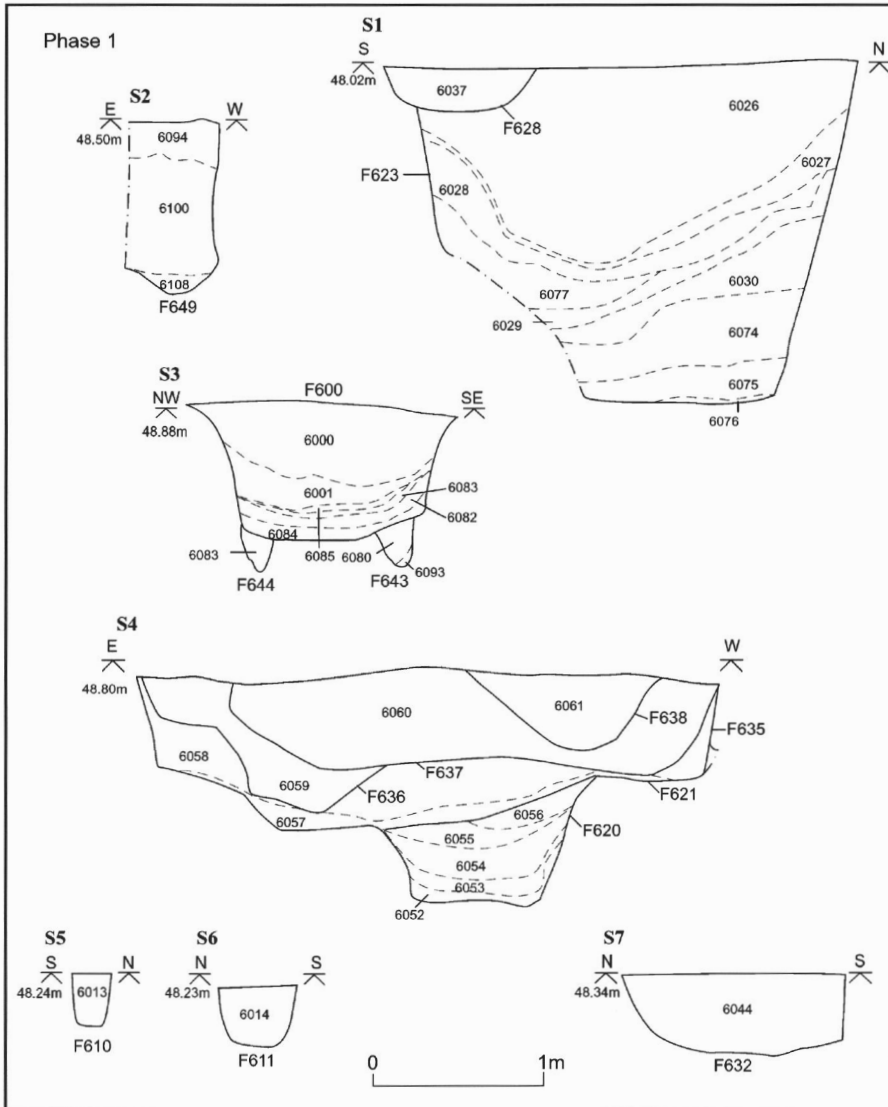 Phase 1
S1
S
N
48.02m
6037
6026
F628
F623
6027
6028
6030
6077
6029
6074
6075
6076
S2
E
W
48.50m
6094
6100
6108
F649
S3
NW
F600
SE
48.88m
6000
6001
6083
6082
6084
6083
6085
6080
6093
F644
F643
S4
E
W
48.80m
6060
6061
F638
F635
6058
F637
6059
F636
F621
6057
6056
F620
6055
6054
6053
6052
S5
S
N
48.24m
6013
F610
S6
N
S
48.23m
6014
F611
S7
N
S
48.34m
6044
F632
0
1m